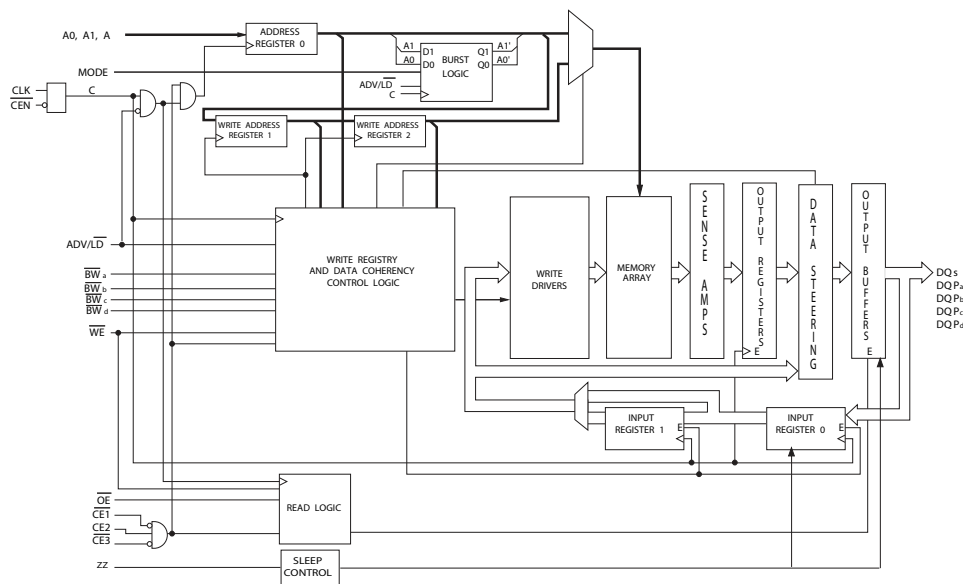 A0, A1, A
ADDRESS
REGISTER 0
MODE
A1
A0
D1
D0
BURST
LOGIC
Q1
Q0
A1'
A0'
ADV/LD
C
CLK
CEN
C
WRITE ADDRESS
REGISTER 1
WRITE ADDRESS
REGISTER 2
ADV/LD
BWa
BWb
BWc
BWd
WE
WRITE REGISTRY
AND DATA COHERENCY
CONTROL LOGIC
WRITE
DRIVERS
MEMORY
ARRAY
SENSE AMPS
OUTPUT REGISTERS
E
DATA STEERING
OUTPUT BUFFERS
E
DQs
DQPa
DQPb
DQPc
DQPd
INPUT
REGISTER 1
E
INPUT
REGISTER 0
E
OE
CE1
CE2
CE3
READ LOGIC
ZZ
SLEEP
CONTROL